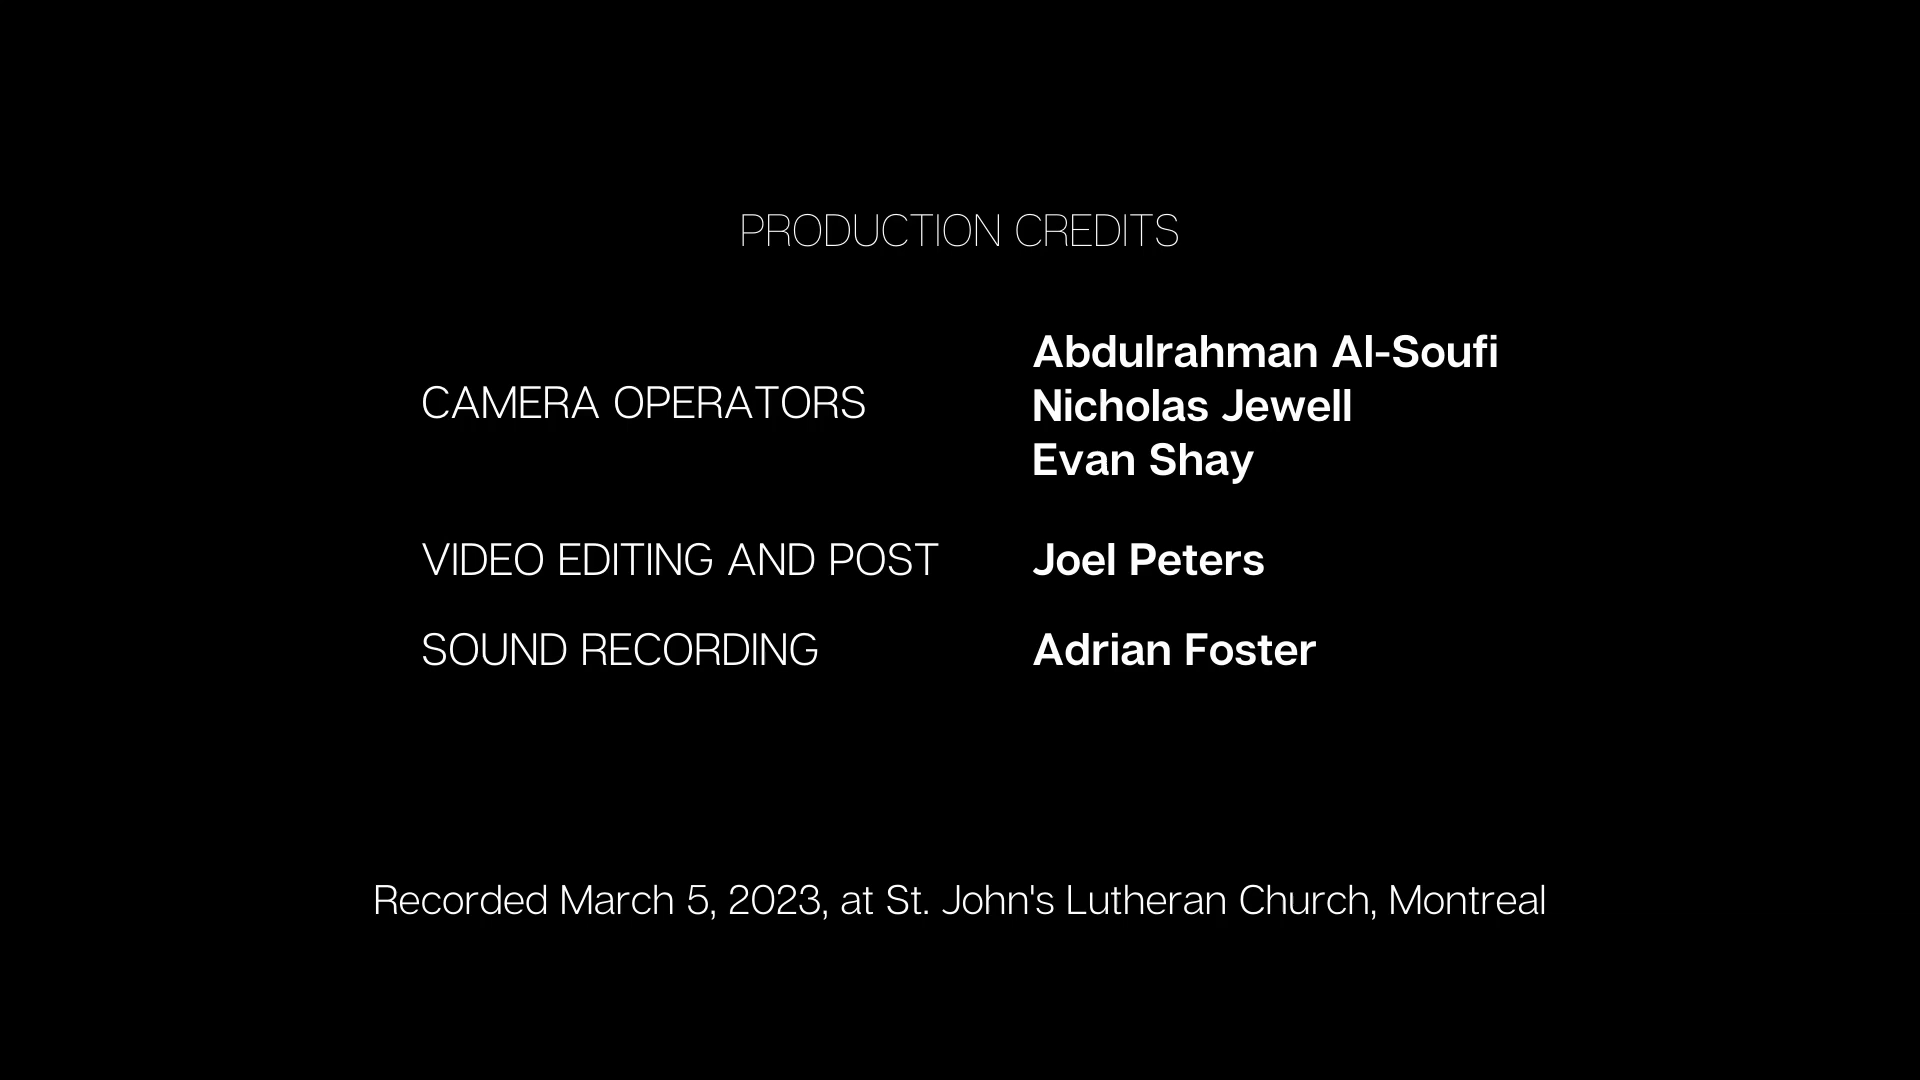 PRODUCTION CREDITS
CAMERA OPERATORS
Abdulrahman Al-Soufi
Nicholas Jewell
Evan Shay
VIDEO EDITING AND POST
Joel Peters
SOUND RECORDING
Adrian Foster
Recorded March 5, 2023, at St. John's Lutheran Church, Montreal